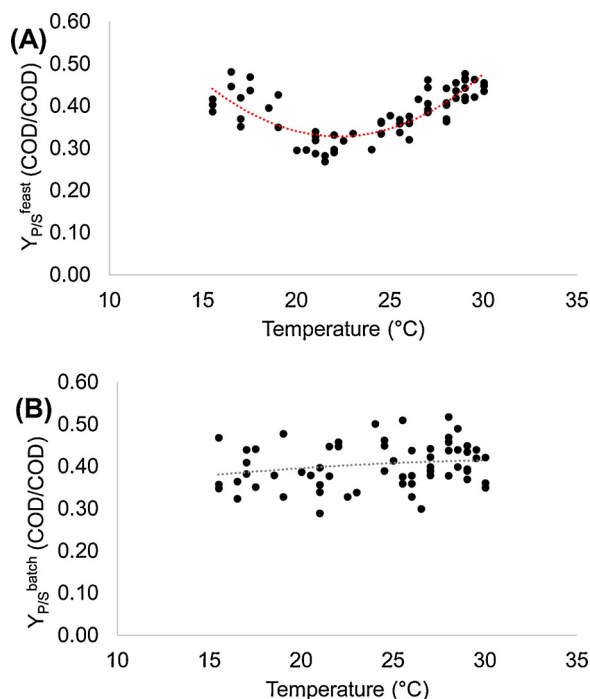 (A)
Y_P/S^feast (COD/COD)
0.60
0.50
0.40
0.30
0.20
0.10
0.00
10 15 20 25 30 35
Temperature (°C)
(B)
Y_P/S^batch (COD/COD)
0.60
0.50
0.40
0.30
0.20
0.10
0.00
10 15 20 25 30 35
Temperature (°C)